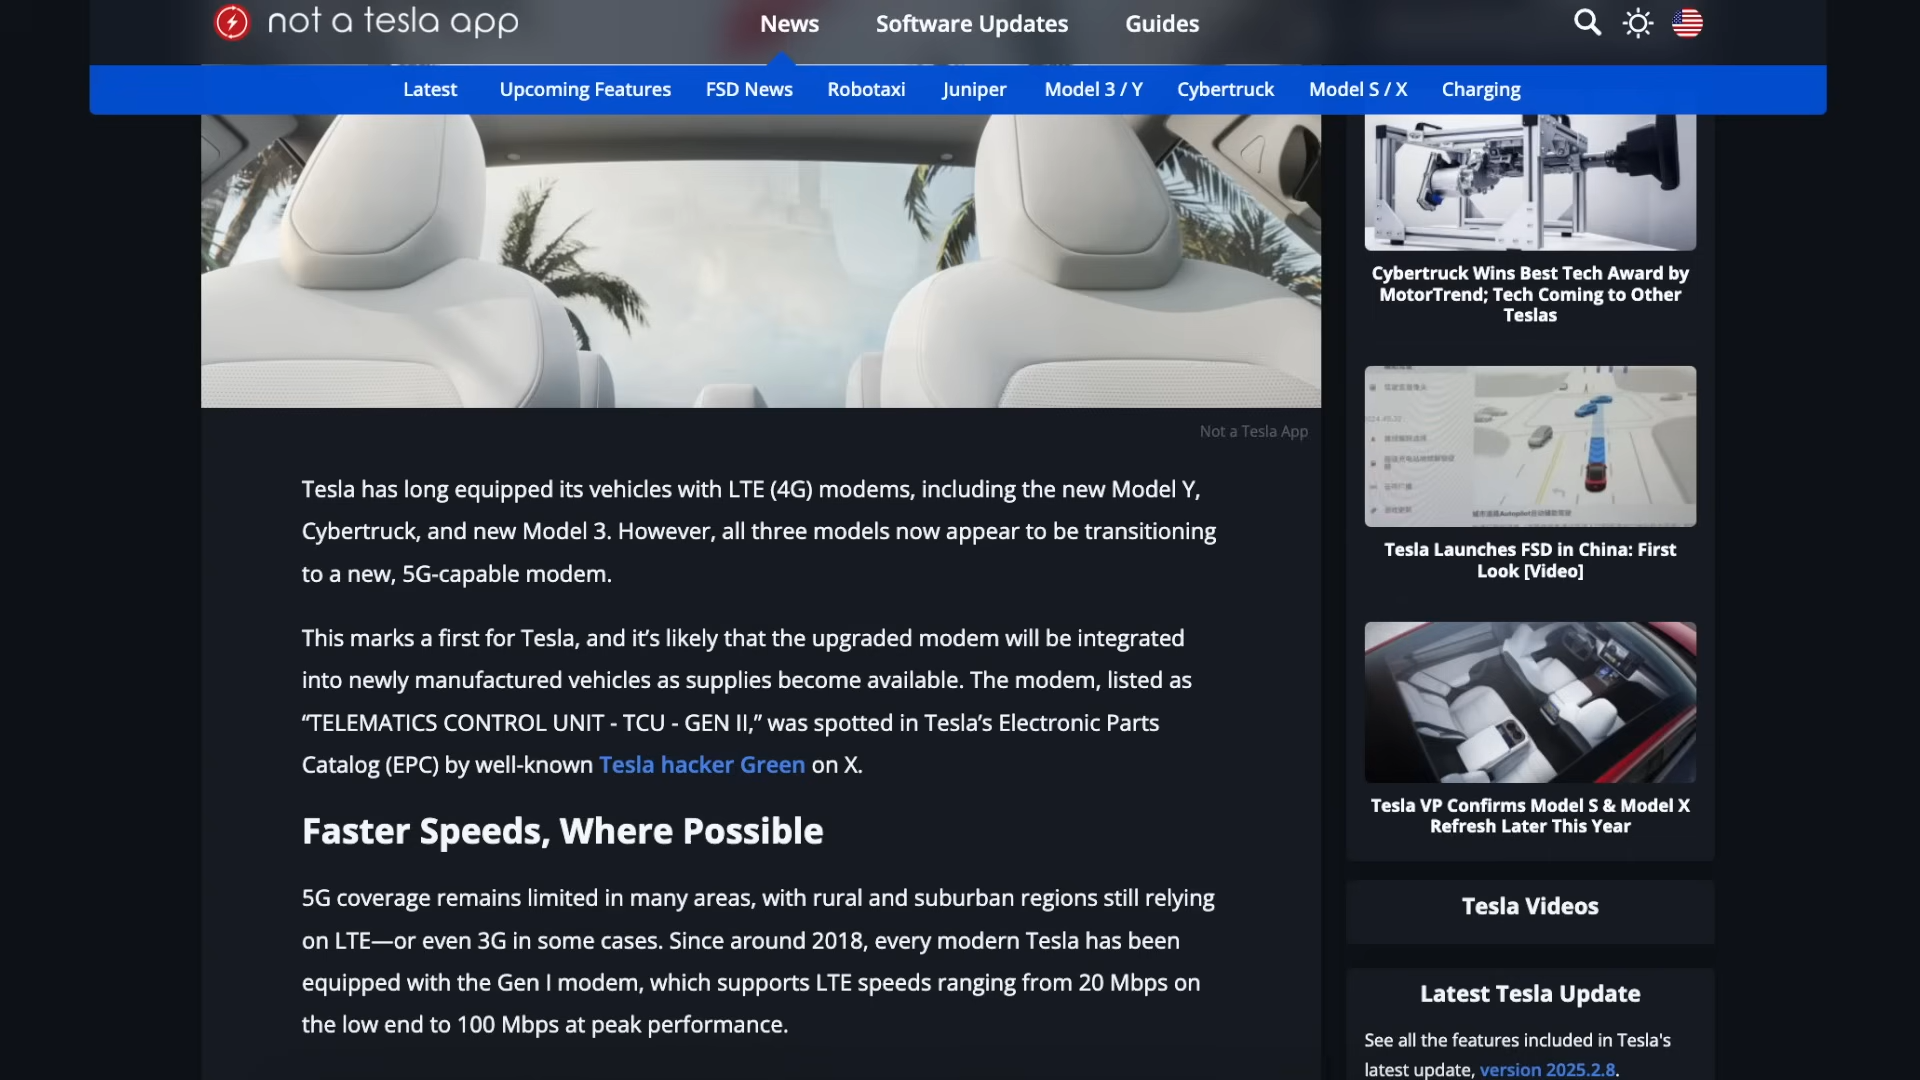 not a tesla app
News
Software Updates
Guides
Latest
Upcoming Features
FSD News
Robotaxi
Juniper
Model 3 / Y
Cybertruck
Model S / X
Charging
Not a Tesla App
Tesla has long equipped its vehicles with LTE (4G) modems, including the new Model Y,
Cybertruck, and new Model 3. However, all three models now appear to be transitioning
to a new, 5G-capable modem.
This marks a first for Tesla, and it’s likely that the upgraded modem will be integrated
into newly manufactured vehicles as supplies become available. The modem, listed as
“TELEMATICS CONTROL UNIT - TCU - GEN II,” was spotted in Tesla’s Electronic Parts
Catalog (EPC) by well-known Tesla hacker Green on X.
Faster Speeds, Where Possible
5G coverage remains limited in many areas, with rural and suburban regions still relying
on LTE—or even 3G in some cases. Since around 2018, every modern Tesla has been
equipped with the Gen I modem, which supports LTE speeds ranging from 20 Mbps on
the low end to 100 Mbps at peak performance.
Cybertruck Wins Best Tech Award by
MotorTrend; Tech Coming to Other
Teslas
Tesla Launches FSD in China: First
Look [Video]
Tesla VP Confirms Model S & Model X
Refresh Later This Year
Tesla Videos
Latest Tesla Update
See all the features included in Tesla's
latest update, version 2025.2.8.